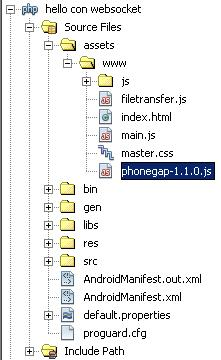 php hello con websocket
Source Files
assets
www
js
filetransfer.js
index.html
main.js
master.css
phonegap-1.1.0.js
bin
gen
libs
res
src
AndroidManifest.out.xml
AndroidManifest.xml
default.properties
proguard.cfg
Include Path